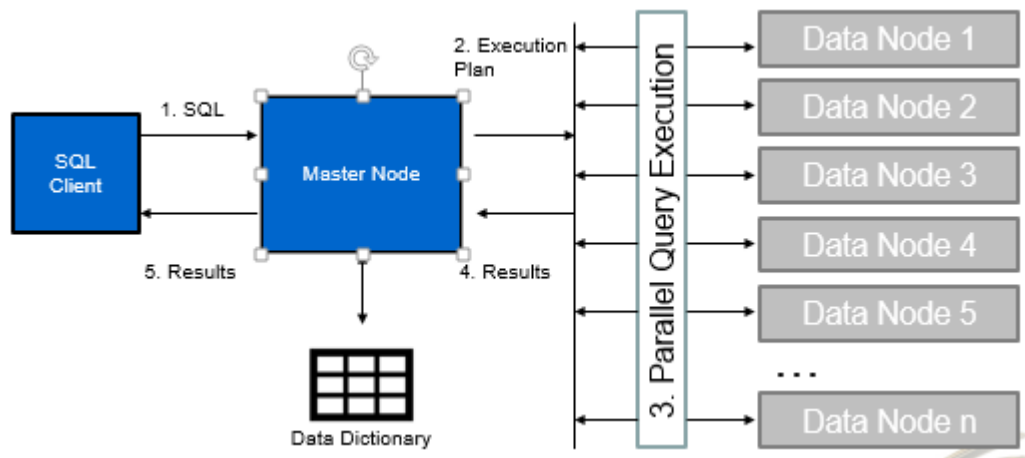 1. SQL
SQL
Client
5. Results
Master Node
2. Execution
Plan
4. Results
Data Dictionary
3. Parallel Query Execution
Data Node 1
Data Node 2
Data Node 3
Data Node 4
Data Node 5
...
Data Node n